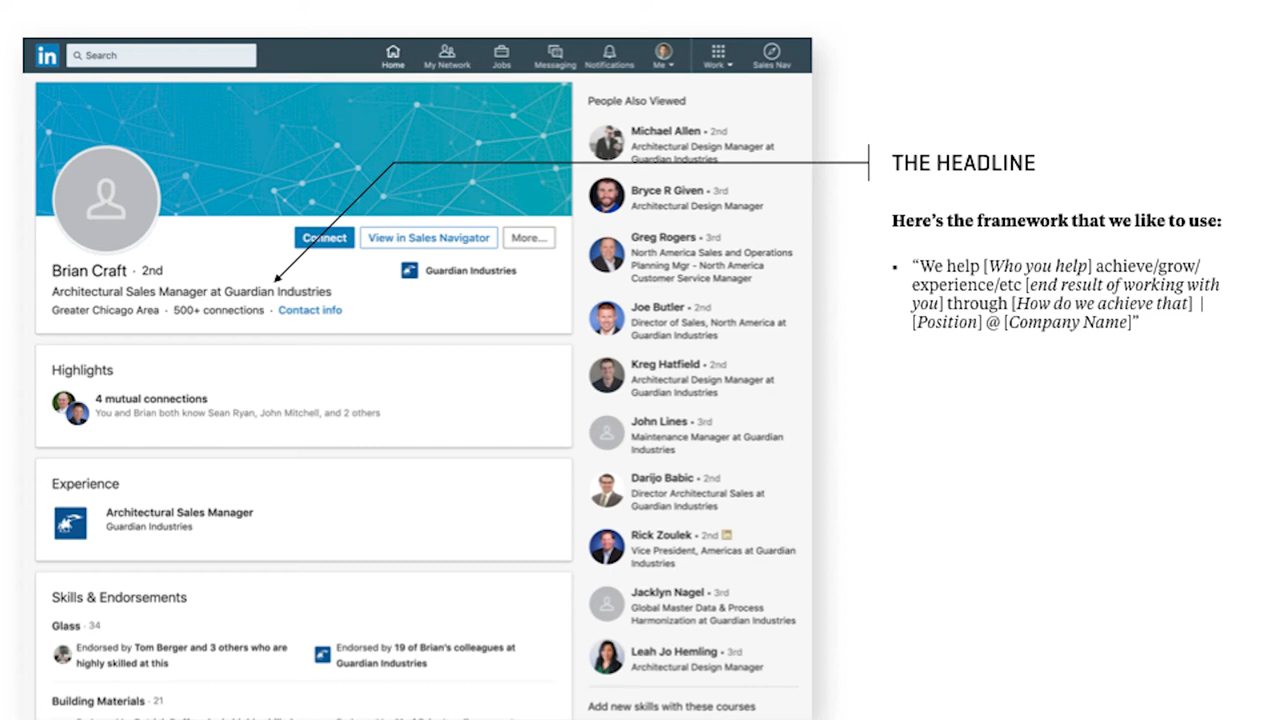 in
Search
Home
My Network
Jobs
Messaging
Notifications
Me
Work
Sales Nav
Connect
View in Sales Navigator
More...
Brian Craft · 2nd
Guardian Industries
Architectural Sales Manager at Guardian Industries
Greater Chicago Area · 500+ connections · Contact info
Highlights
4 mutual connections
You and Brian both know Sean Ryan, John Mitchell, and 2 others
Experience
Architectural Sales Manager
Guardian Industries
Skills & Endorsements
Glass · 34
Endorsed by Tom Berger and 3 others who are
highly skilled at this
Endorsed by 19 of Brian's colleagues at
Guardian Industries
Building Materials · 21
People Also Viewed
Michael Allen • 2nd
Architectural Design Manager at
Guardian Industries
Bryce R Given • 3rd
Architectural Design Manager
Greg Rogers • 3rd
North America Sales and Operations
Planning Mgr - North America
Customer Service Manager
Joe Butler • 3rd
Director of Sales, North America at
Guardian Industries
Kreg Hatfield • 2nd
Architectural Design Manager at
Guardian Industries
John Lines • 3rd
Maintenance Manager at Guardian
Industries
Darijo Babic • 2nd
Director Architectural Sales at
Guardian Industries
Rick Zoulek • 2nd
Vice President, Americas at Guardian
Industries
Jacklyn Nagel • 3rd
Global Master Data & Process
Harmonization at Guardian Industries
Leah Jo Hemling • 3rd
Architectural Design Manager
Add new skills with these courses
THE HEADLINE
Here's the framework that we like to use:
▪ “We help [Who you help] achieve/grow/
experience/etc [end result of working with
you] through [How do we achieve that] |
[Position] @ [Company Name]”